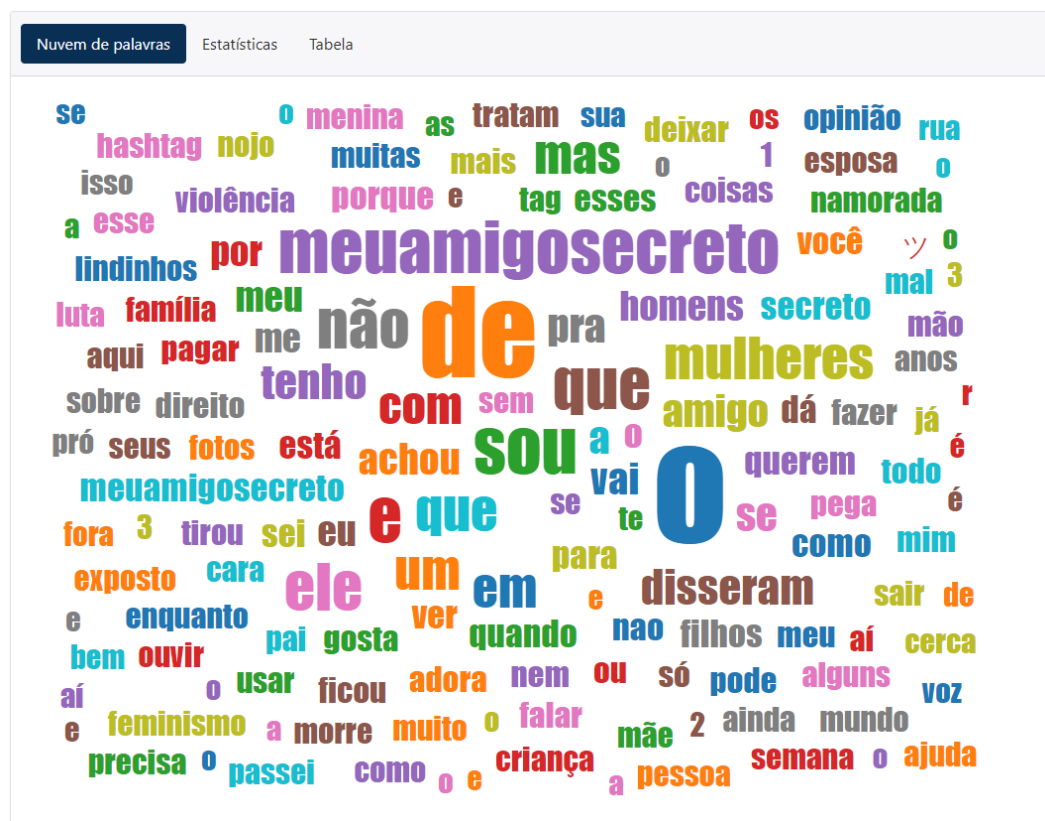 Nuvem de palavras Estatísticas Tabela
se o menina as tratam sua deixar os opinião rua
hashtag nojo muitas mais mas o 1 esposa o
isso violência porque e tag esses coisas namorada
a esse por meuamigosecreto você ツ o
lindinhos mal 3
luta família meu não de pra homens secreto mão
aqui pagar me mulheres anos
sobre direito tenho com sem que amigo dá fazer já r
pró seus fotos está achou sou a o querem todo é
meuamigosecreto e que se vai o se pega é
fora 3 tirou sei eu te como mim
exposto cara ele um em para e disseram sair de
e enquanto ver quando nao filhos meu aí cerca
bem ouvir pai gosta
aí o usar ficou adora nem ou só pode alguns voz
e feminismo a morre muito o falar mãe 2 ainda mundo
precisa o passei como o e criança a pessoa semana o ajuda